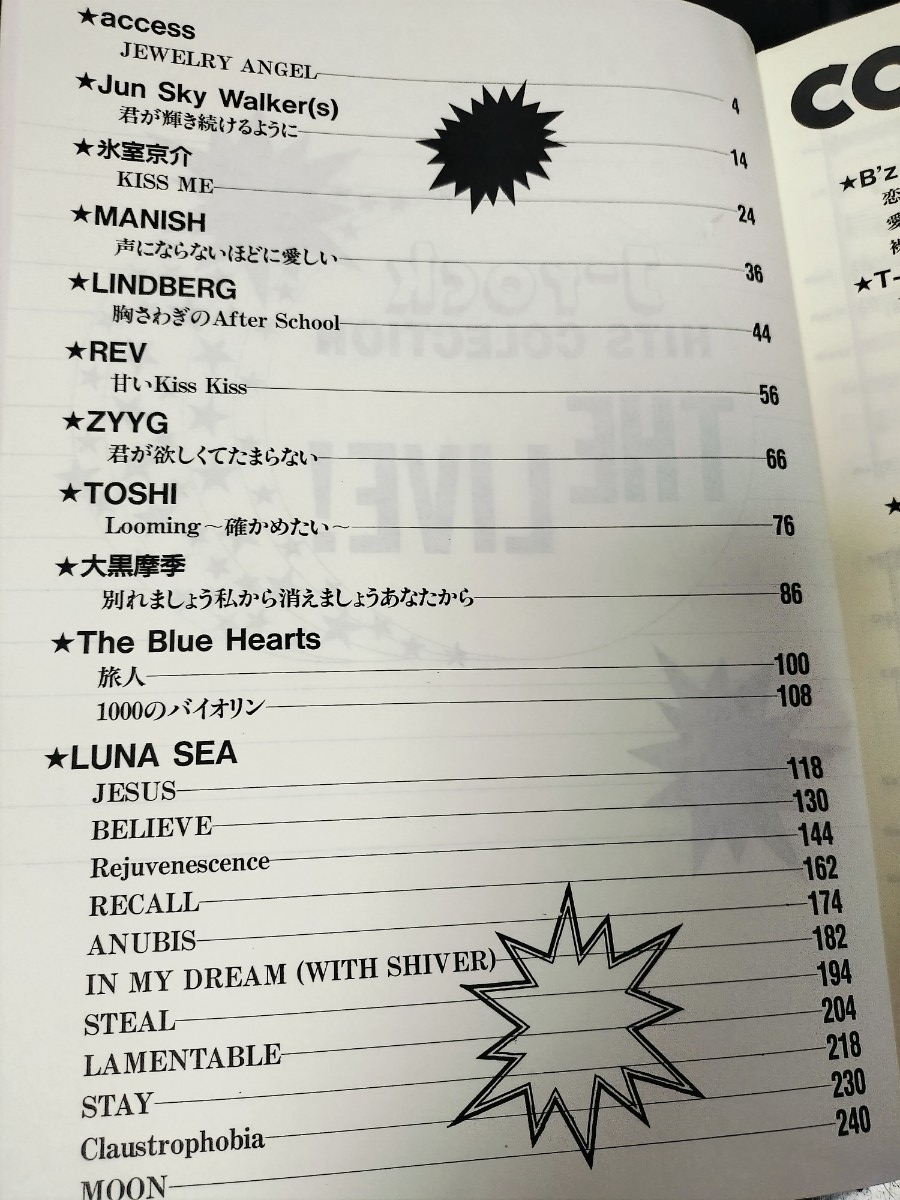 ★access
JEWELRY ANGEL 4
★Jun Sky Walker(s)
君が輝き続けるように 14
★氷室京介
KISS ME 24
★MANISH
声にならないほどに愛しい 36
★LINDBERG
胸さわぎのAfter School 44
★REV
甘いKiss Kiss 56
★ZYYG
君が欲しくてたまらない 66
★TOSHI
Looming～確かめたい～ 76
★大黒摩季
別れましょう私から消えましょうあなたから 86
★The Blue Hearts
旅人 100
1000のバイオリン 108
★LUNA SEA
JESUS 118
BELIEVE 130
Rejuvenescence 144
RECALL 162
ANUBIS 174
IN MY DREAM (WITH SHIVER) 182
STEAL 194
LAMENTABLE 204
STAY 218
Claustrophobia 230
MOON 240
CO
★B'z
恋
愛
裸
★T-
★
J-ROCK
HITS COLECTION
THE LIVE!